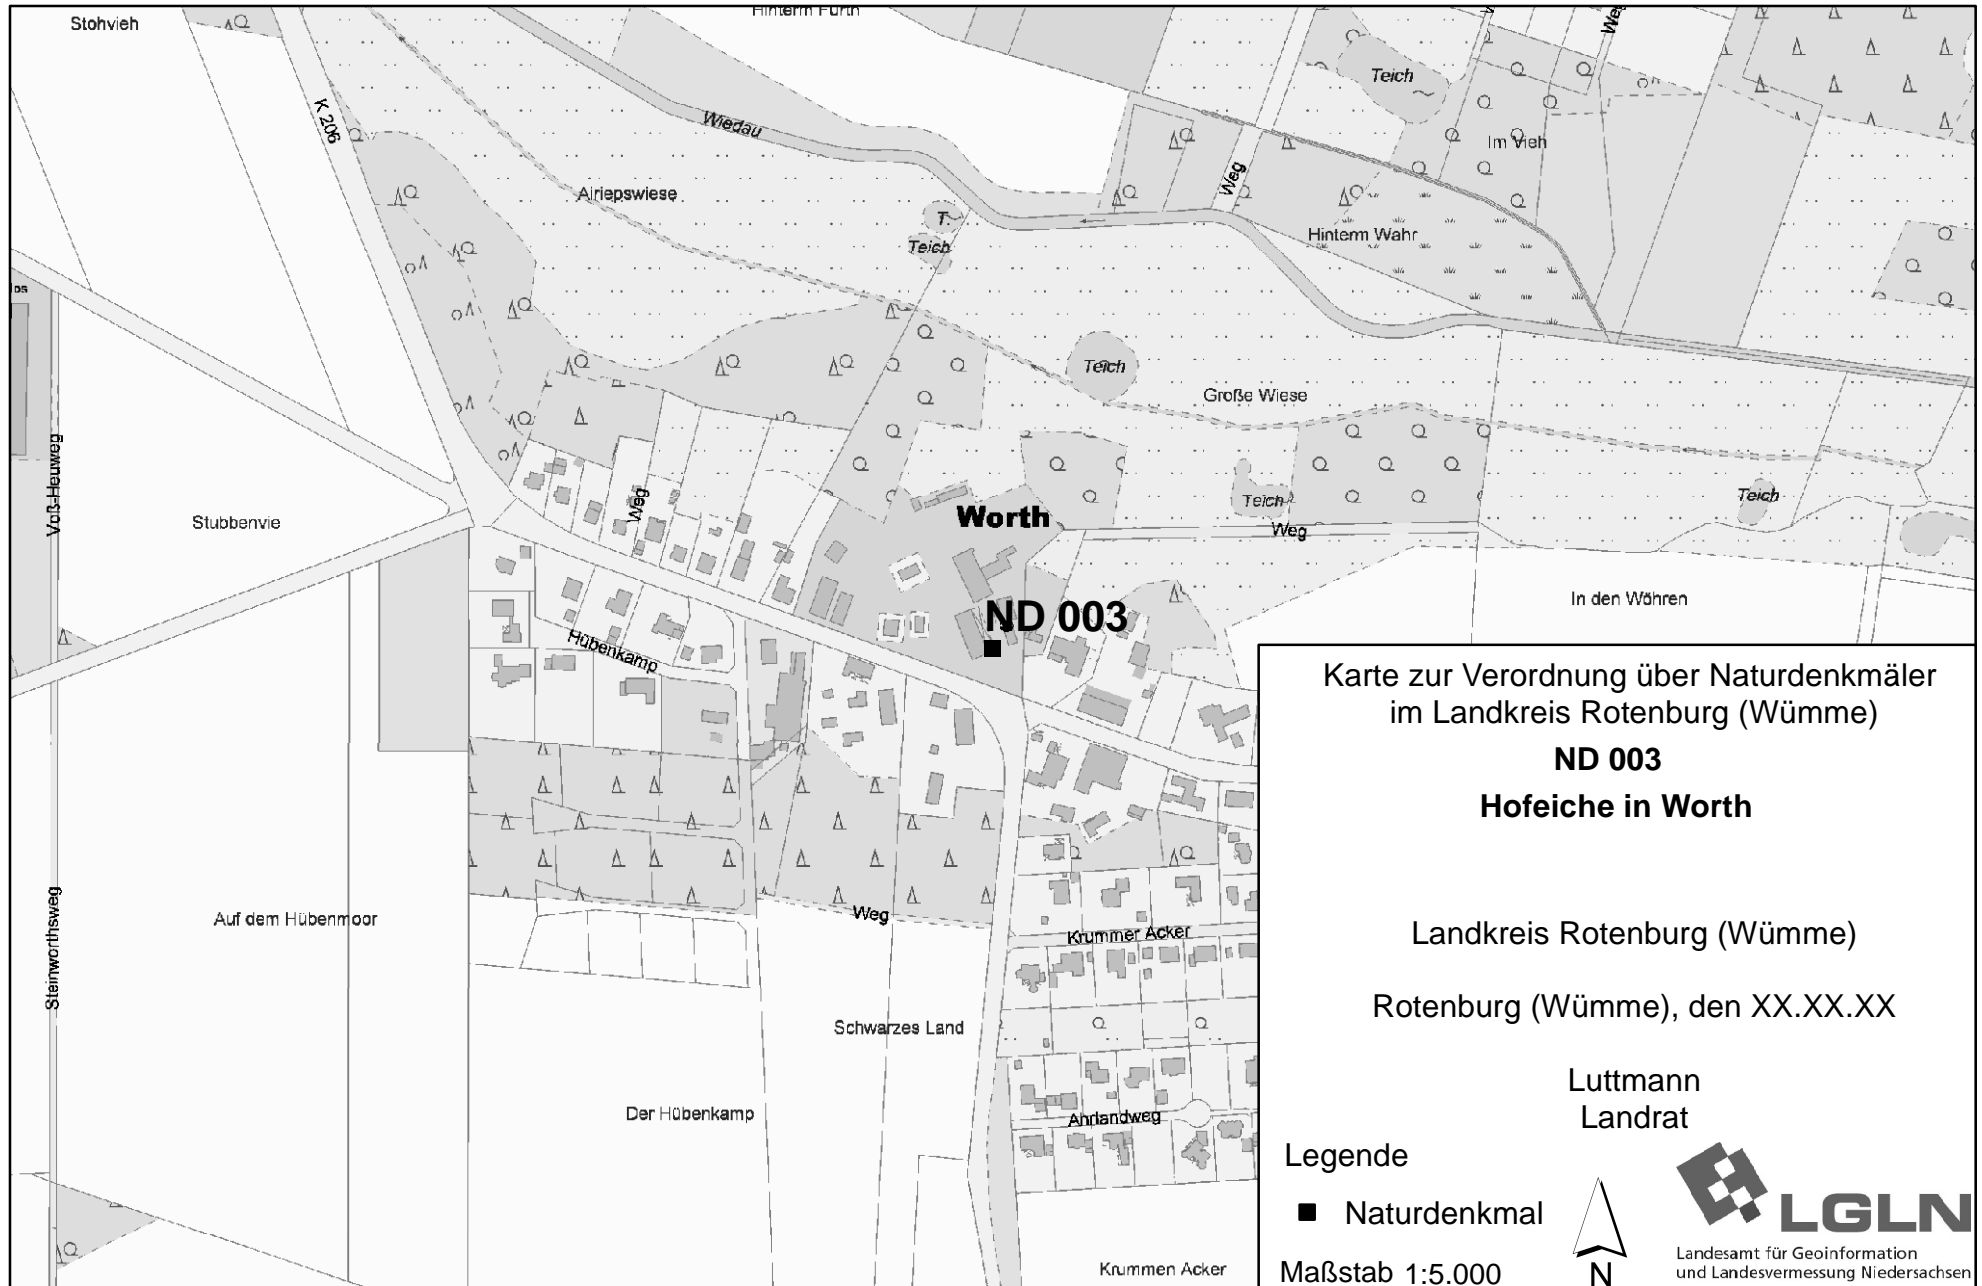 Stohvieh
Hinterm Fürth
Weg
K 206
Wiedau
Teich
Im Vieh
Weg
Airiepswiese
T.
Teich
Hinterm Wahr
Teich
Große Wiese
Voß-Heuweg
Stubbenvie
Weg
Worth
Teich
Weg
Teich
In den Wöhren
ND 003
Hübenkamp
Steinworthsweg
Auf dem Hübenmoor
Weg
Krummer Acker
Schwarzes Land
Der Hübenkamp
Ahrlandweg
Krummen Acker
Karte zur Verordnung über Naturdenkmäler
im Landkreis Rotenburg (Wümme)
ND 003
Hofeiche in Worth
Landkreis Rotenburg (Wümme)
Rotenburg (Wümme), den XX.XX.XX
Luttmann
Landrat
Legende
Naturdenkmal
Maßstab 1:5.000
N
LGLN
Landesamt für Geoinformation
und Landesvermessung Niedersachsen